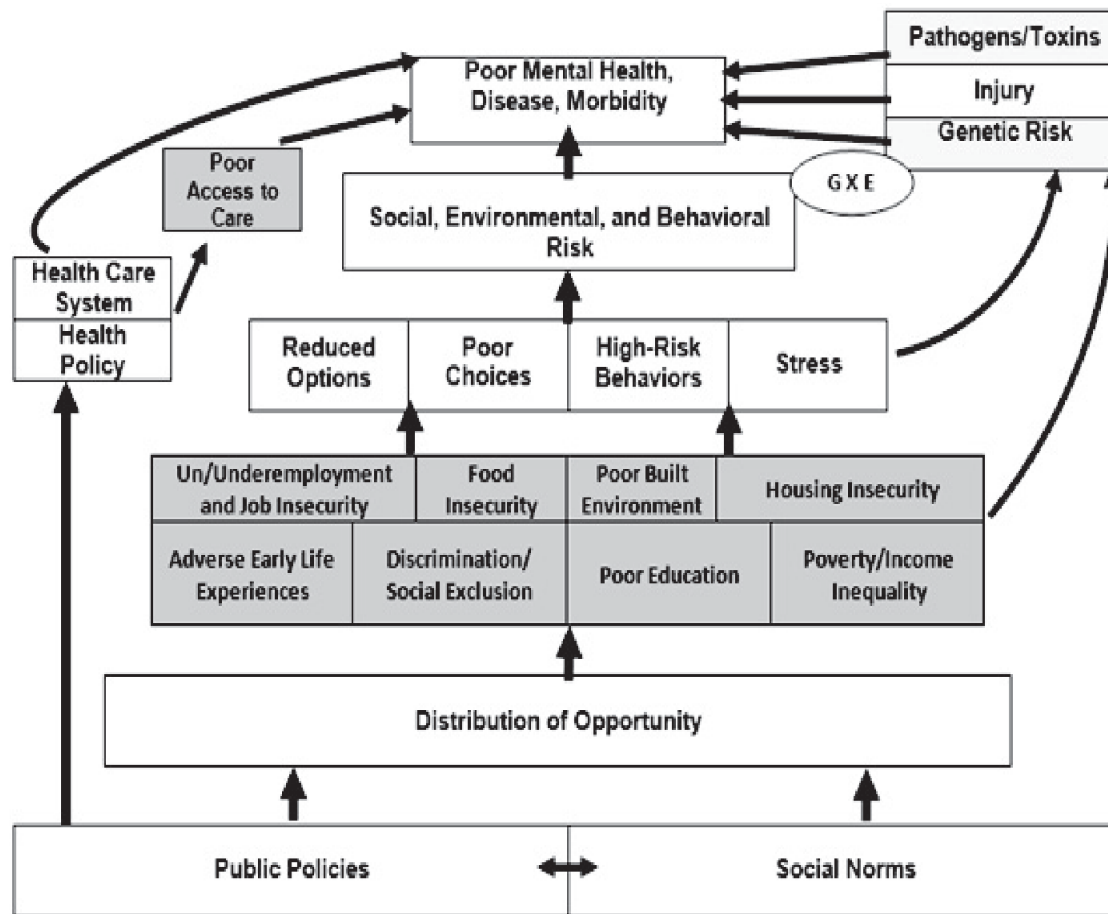 Pathogens/Toxins
Poor Mental Health,
Disease, Morbidity
Injury
Genetic Risk
Poor
Access to
Care
G X E
Social, Environmental, and Behavioral
Risk
Health Care
System
Health
Policy
Reduced
Options
Poor
Choices
High-Risk
Behaviors
Stress
Un/Underemployment
and Job Insecurity
Food
Insecurity
Poor Built
Environment
Housing Insecurity
Adverse Early Life
Experiences
Discrimination/
Social Exclusion
Poor Education
Poverty/Income
Inequality
Distribution of Opportunity
Public Policies
Social Norms